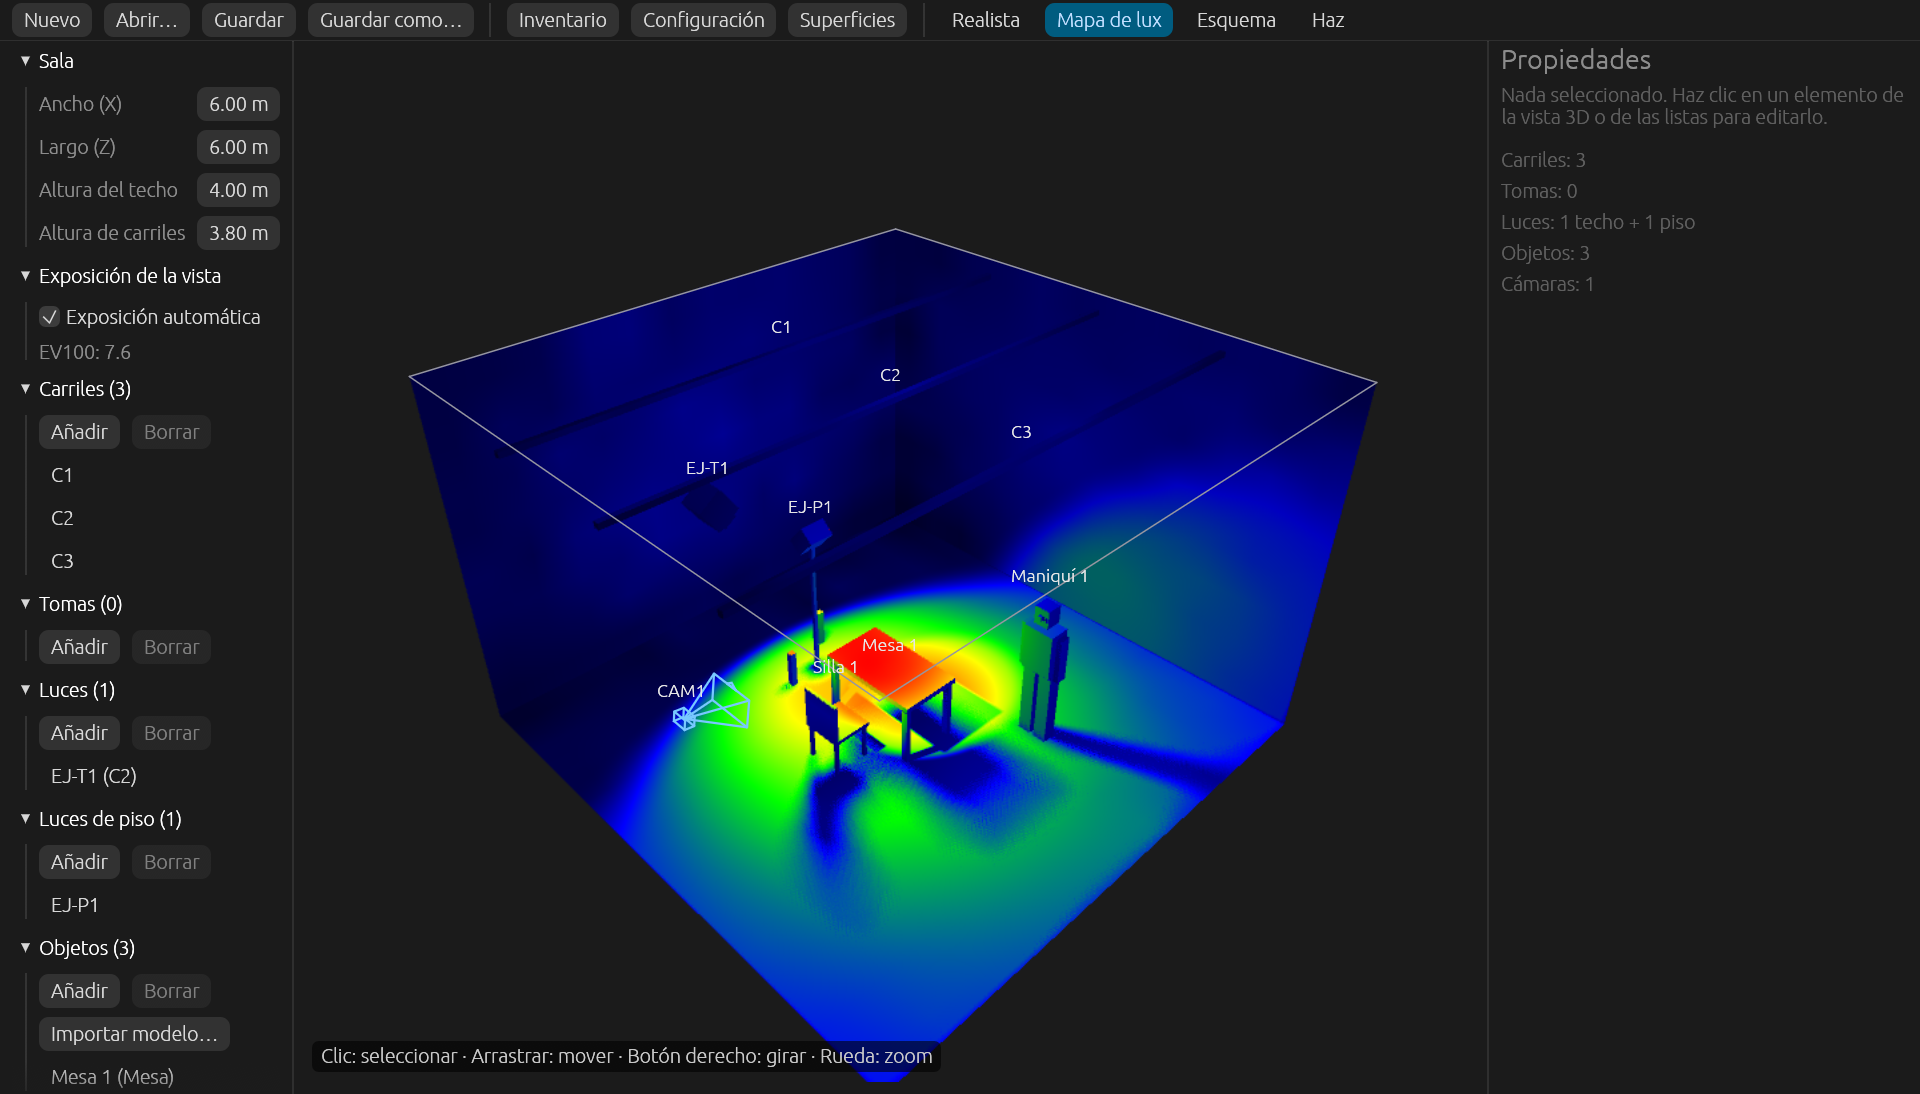 Nuevo Abrir… Guardar Guardar como… Inventario Configuración Superficies Realista Mapa de lux Esquema Haz
▼ Sala
Ancho (X) 6.00 m
Largo (Z) 6.00 m
Altura del techo 4.00 m
Altura de carriles 3.80 m
▼ Exposición de la vista
Exposición automática
EV100: 7.6
▼ Carriles (3)
Añadir Borrar
C1
C2
C3
▼ Tomas (0)
Añadir Borrar
▼ Luces (1)
Añadir Borrar
EJ-T1 (C2)
▼ Luces de piso (1)
Añadir Borrar
EJ-P1
▼ Objetos (3)
Añadir Borrar
Importar modelo…
Mesa 1 (Mesa)
C1
C2
C3
EJ-T1
EJ-P1
Maniquí 1
Mesa 1
Silla 1
CAM1
Clic: seleccionar · Arrastrar: mover · Botón derecho: girar · Rueda: zoom
Propiedades
Nada seleccionado. Haz clic en un elemento de
la vista 3D o de las listas para editarlo.
Carriles: 3
Tomas: 0
Luces: 1 techo + 1 piso
Objetos: 3
Cámaras: 1